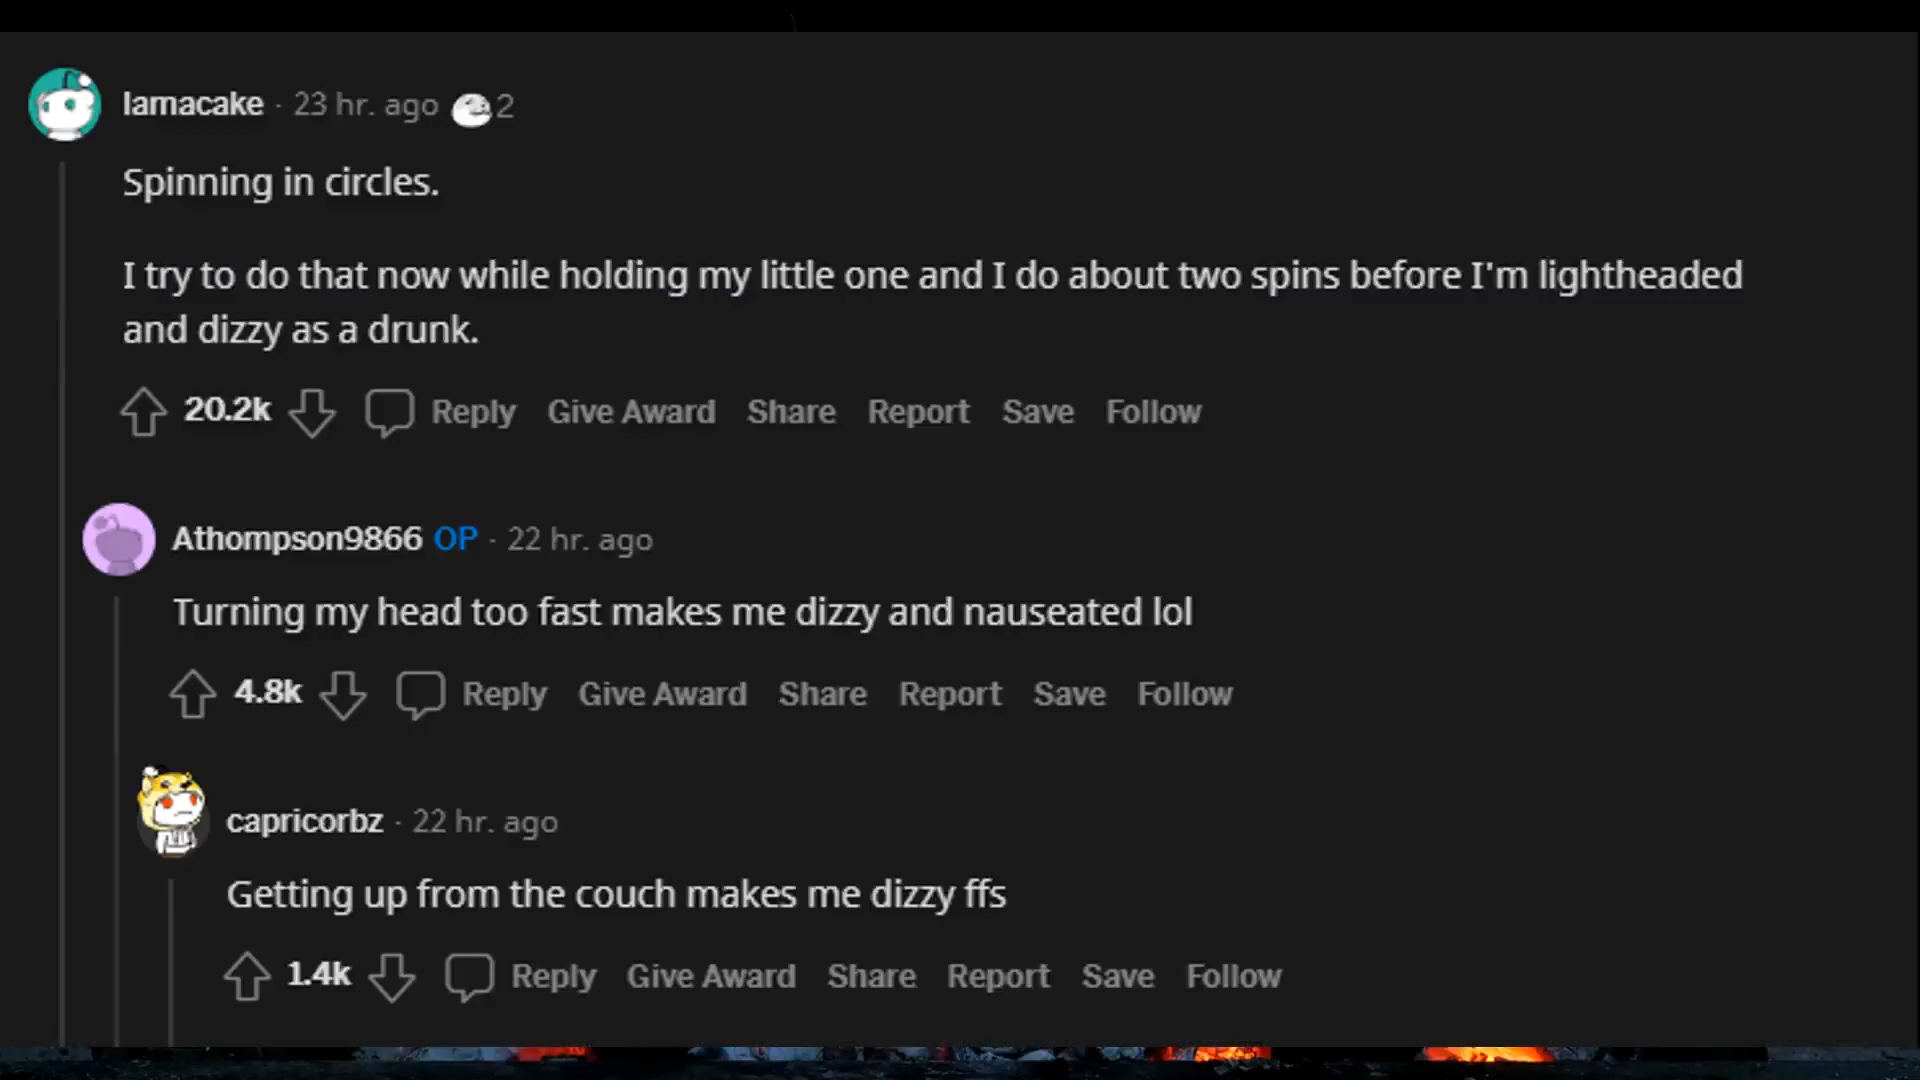 Iamacake · 23 hr. ago 2
Spinning in circles.
I try to do that now while holding my little one and I do about two spins before I'm lightheaded
and dizzy as a drunk.
20.2k Reply Give Award Share Report Save Follow
Athompson9866 OP · 22 hr. ago
Turning my head too fast makes me dizzy and nauseated lol
4.8k Reply Give Award Share Report Save Follow
capricorbz · 22 hr. ago
Getting up from the couch makes me dizzy ffs
1.4k Reply Give Award Share Report Save Follow